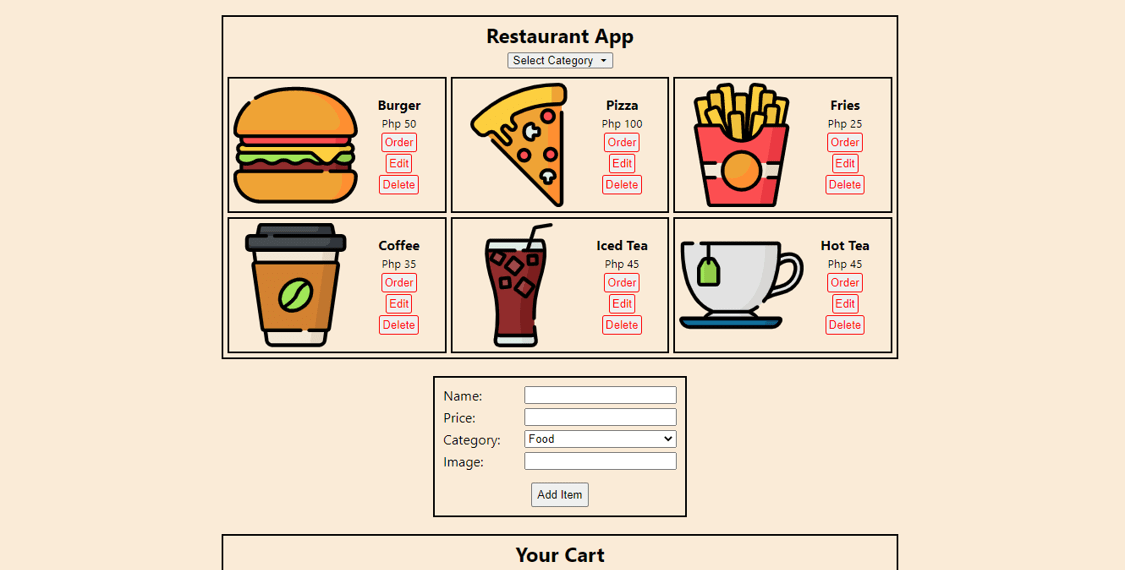 Restaurant App
Select Category
Burger
Php 50
Order
Edit
Delete
Pizza
Php 100
Order
Edit
Delete
Fries
Php 25
Order
Edit
Delete
Coffee
Php 35
Order
Edit
Delete
Iced Tea
Php 45
Order
Edit
Delete
Hot Tea
Php 45
Order
Edit
Delete
Name:
Price:
Category: Food
Image:
Add Item
Your Cart